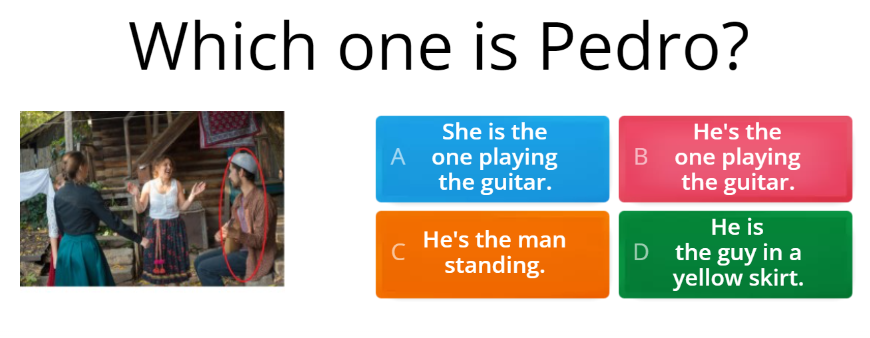 Which one is Pedro?
A
She is the
one playing
the guitar.
B
He's the
one playing
the guitar.
C
He's the man
standing.
D
He is
the guy in a
yellow skirt.